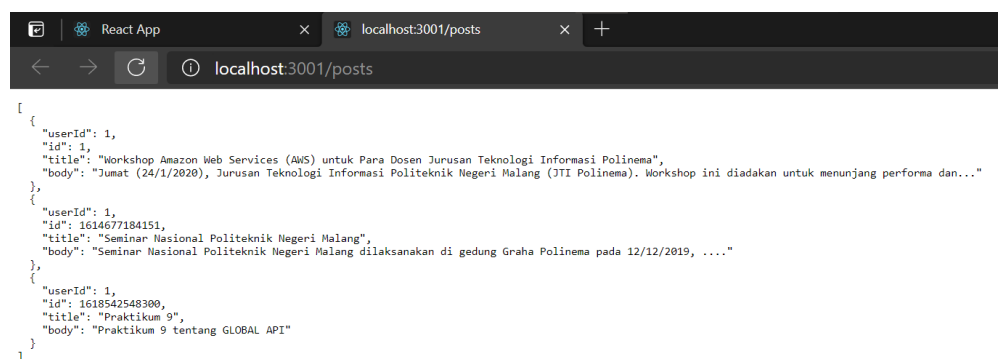 React App
localhost:3001/posts
localhost:3001/posts
[
  {
    "userId": 1,
    "id": 1,
    "title": "Workshop Amazon Web Services (AWS) untuk Para Dosen Jurusan Teknologi Informasi Polinema",
    "body": "Jumat (24/1/2020), Jurusan Teknologi Informasi Politeknik Negeri Malang (JTI Polinema). Workshop ini diadakan untuk menunjang performa dan..."
  },
  {
    "userId": 1,
    "id": 1614677184151,
    "title": "Seminar Nasional Politeknik Negeri Malang",
    "body": "Seminar Nasional Politeknik Negeri Malang dilaksanakan di gedung Graha Polinema pada 12/12/2019, ...."
  },
  {
    "userId": 1,
    "id": 1618542548300,
    "title": "Praktikum 9",
    "body": "Praktikum 9 tentang GLOBAL API"
  }
]